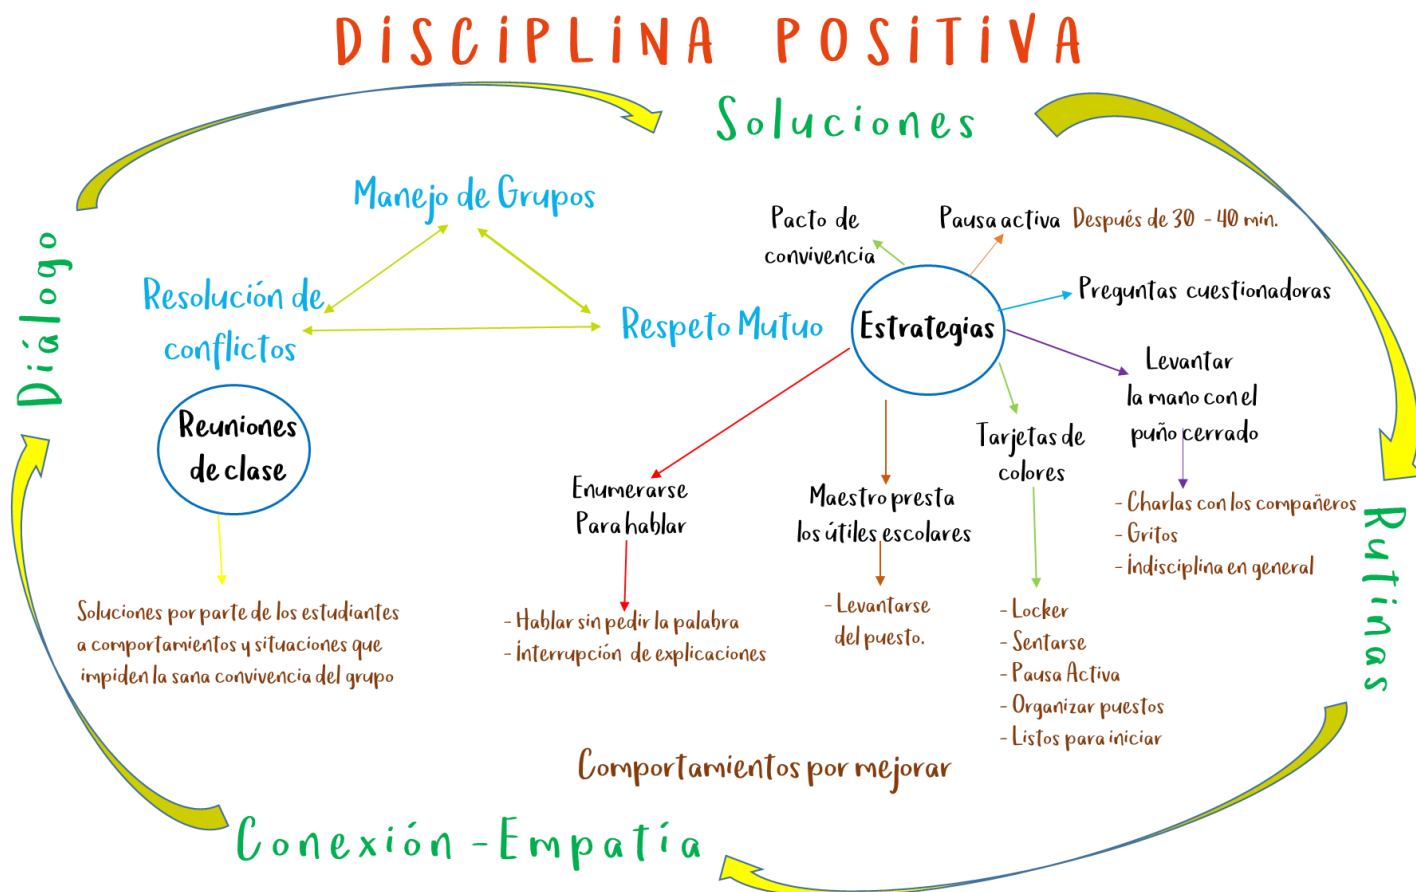 DISCIPLINA POSITIVA
Soluciones
Manejo de Grupos
Resolución de
conflictos
Respeto Mutuo
Diálogo
Reuniones
de clase
Soluciones por parte de los estudiantes
a comportamientos y situaciones que
impiden la sana convivencia del grupo
Estrategias
Pacto de
convivencia
Pausa activa Después de 30 - 40 min.
Preguntas cuestionadoras
Levantar
la mano con el
puño cerrado
- Charlas con los compañeros
- Gritos
- Indisciplina en general
Tarjetas de
colores
- Locker
- Sentarse
- Pausa Activa
- Organizar puestos
- Listos para iniciar
Maestro presta
los útiles escolares
- Levantarse
del puesto.
Enumerarse
Para hablar
- Hablar sin pedir la palabra
- Interrupción de explicaciones
Rutinas
Comportamientos por mejorar
Conexión - Empatía